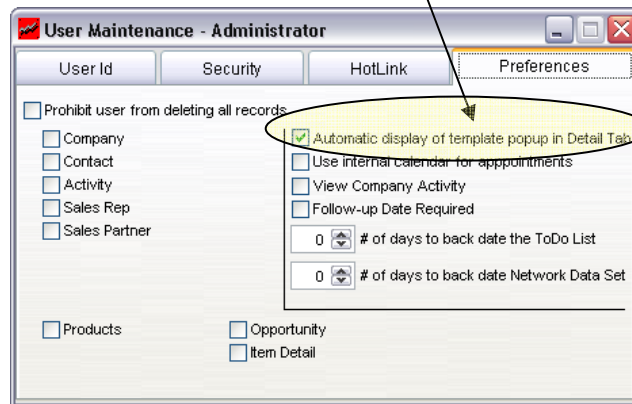 User Maintenance - Administrator
User Id Security HotLink Preferences
Prohibit user from deleting all records
Company
Contact
Activity
Sales Rep
Sales Partner
Automatic display of template popup in Detail Tab
Use internal calendar for apppointments
View Company Activity
Follow-up Date Required
0 # of days to back date the ToDo List
0 # of days to back date Network Data Set
Products Opportunity
Item Detail